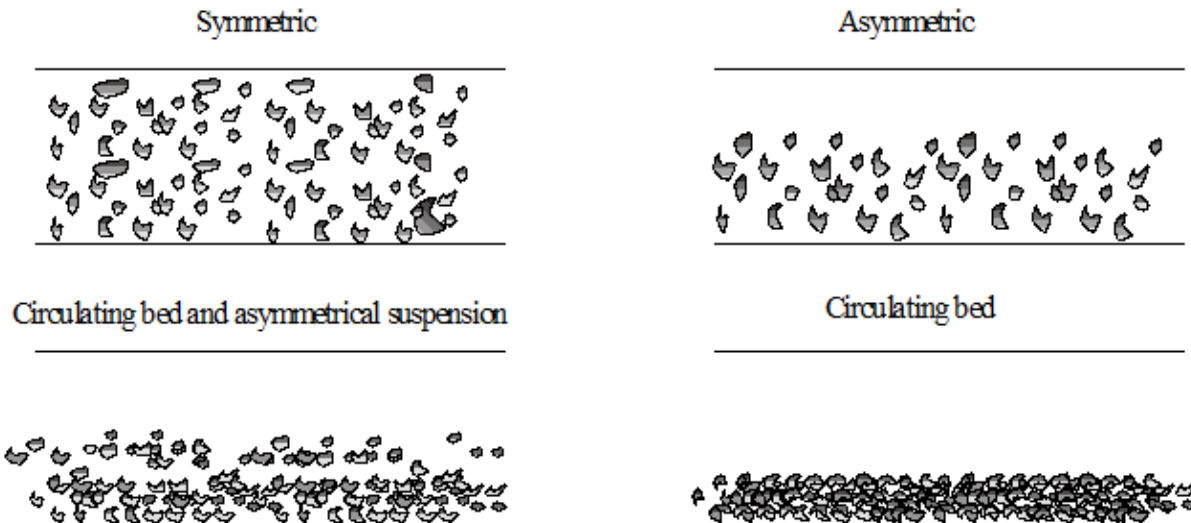 Symmetric
Asymmetric
Circulating bed and asymmetrical suspension
Circulating bed